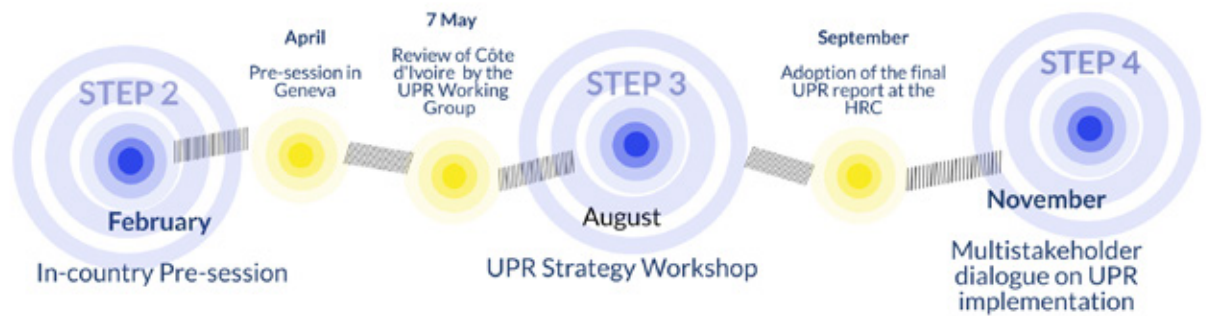 STEP 2
February
In-country Pre-session
April
Pre-session in
Geneva
7 May
Review of Côte
d'Ivoire by the
UPR Working
Group
STEP 3
August
UPR Strategy Workshop
September
Adoption of the final
UPR report at the
HRC
STEP 4
November
Multistakeholder
dialogue on UPR
implementation